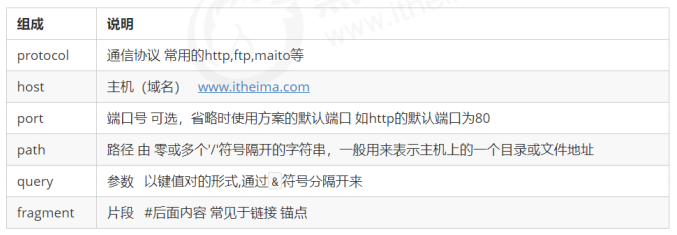 组成 说明
protocol 通信协议 常用的http,ftp,maito等
host 主机（域名） www.itheima.com
port 端口号 可选，省略时使用方案的默认端口 如http的默认端口为80
path 路径 由 零或多个'/'符号隔开的字符串，一般用来表示主机上的一个目录或文件地址
query 参数 以键值对的形式,通过&符号分隔开来
fragment 片段 #后面内容 常见于链接 锚点